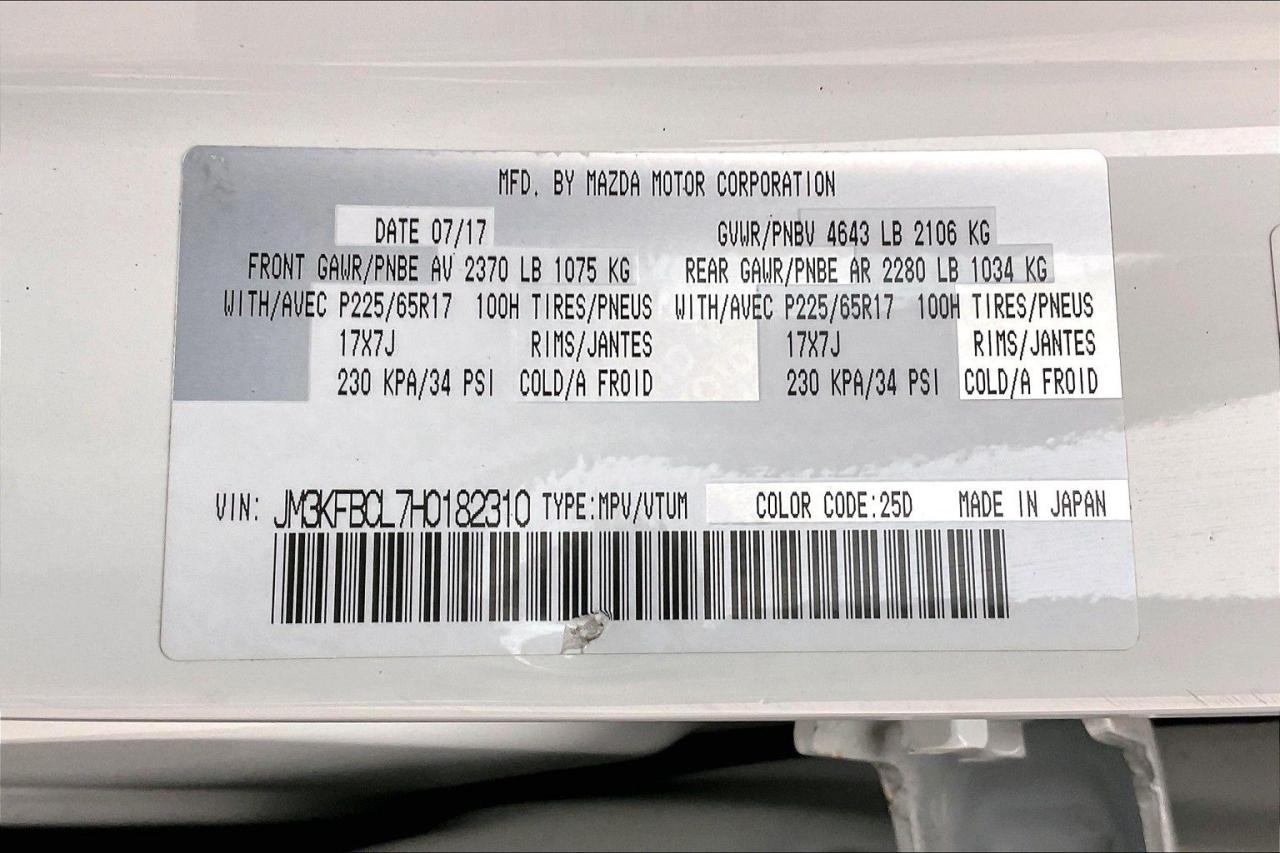 MFD. BY MAZDA MOTOR CORPORATION
DATE 07/17 GVWR/PNBV 4643 LB 2106 KG
FRONT GAWR/PNBE AV 2370 LB 1075 KG REAR GAWR/PNBE AR 2280 LB 1034 KG
WITH/AVEC P225/65R17 100H TIRES/PNEUS WITH/AVEC P225/65R17 100H TIRES/PNEUS
17X7J RIMS/JANTES 17X7J RIMS/JANTES
230 KPA/34 PSI COLD/A FROID 230 KPA/34 PSI COLD/A FROID
VIN: JM3KFBCL7H0182310 TYPE:MPV/VTUM COLOR CODE:25D MADE IN JAPAN